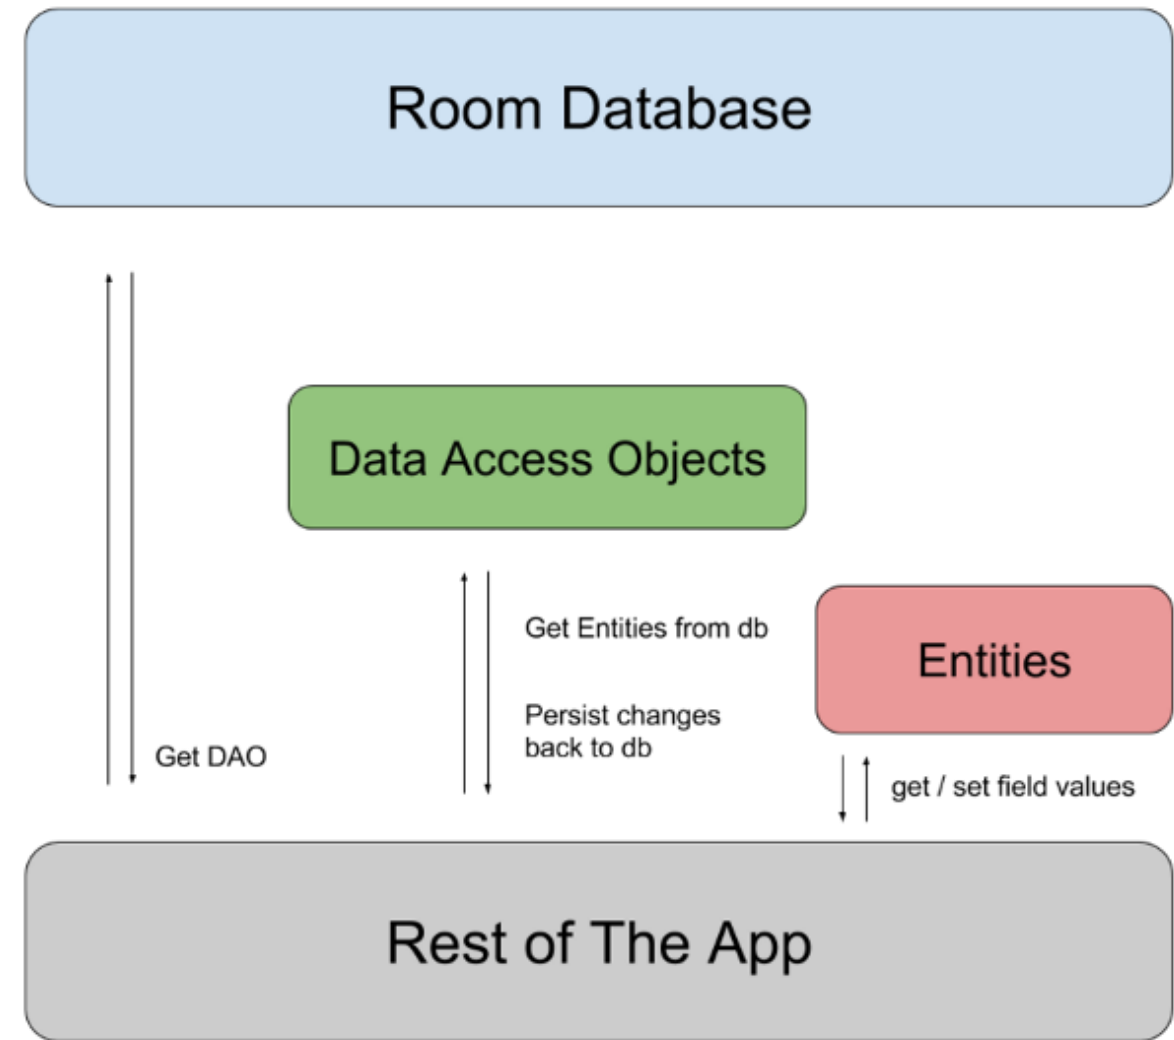 Room Database
Data Access Objects
Get Entities from db
Entities
Persist changes
back to db
Get DAO
get / set field values
Rest of The App